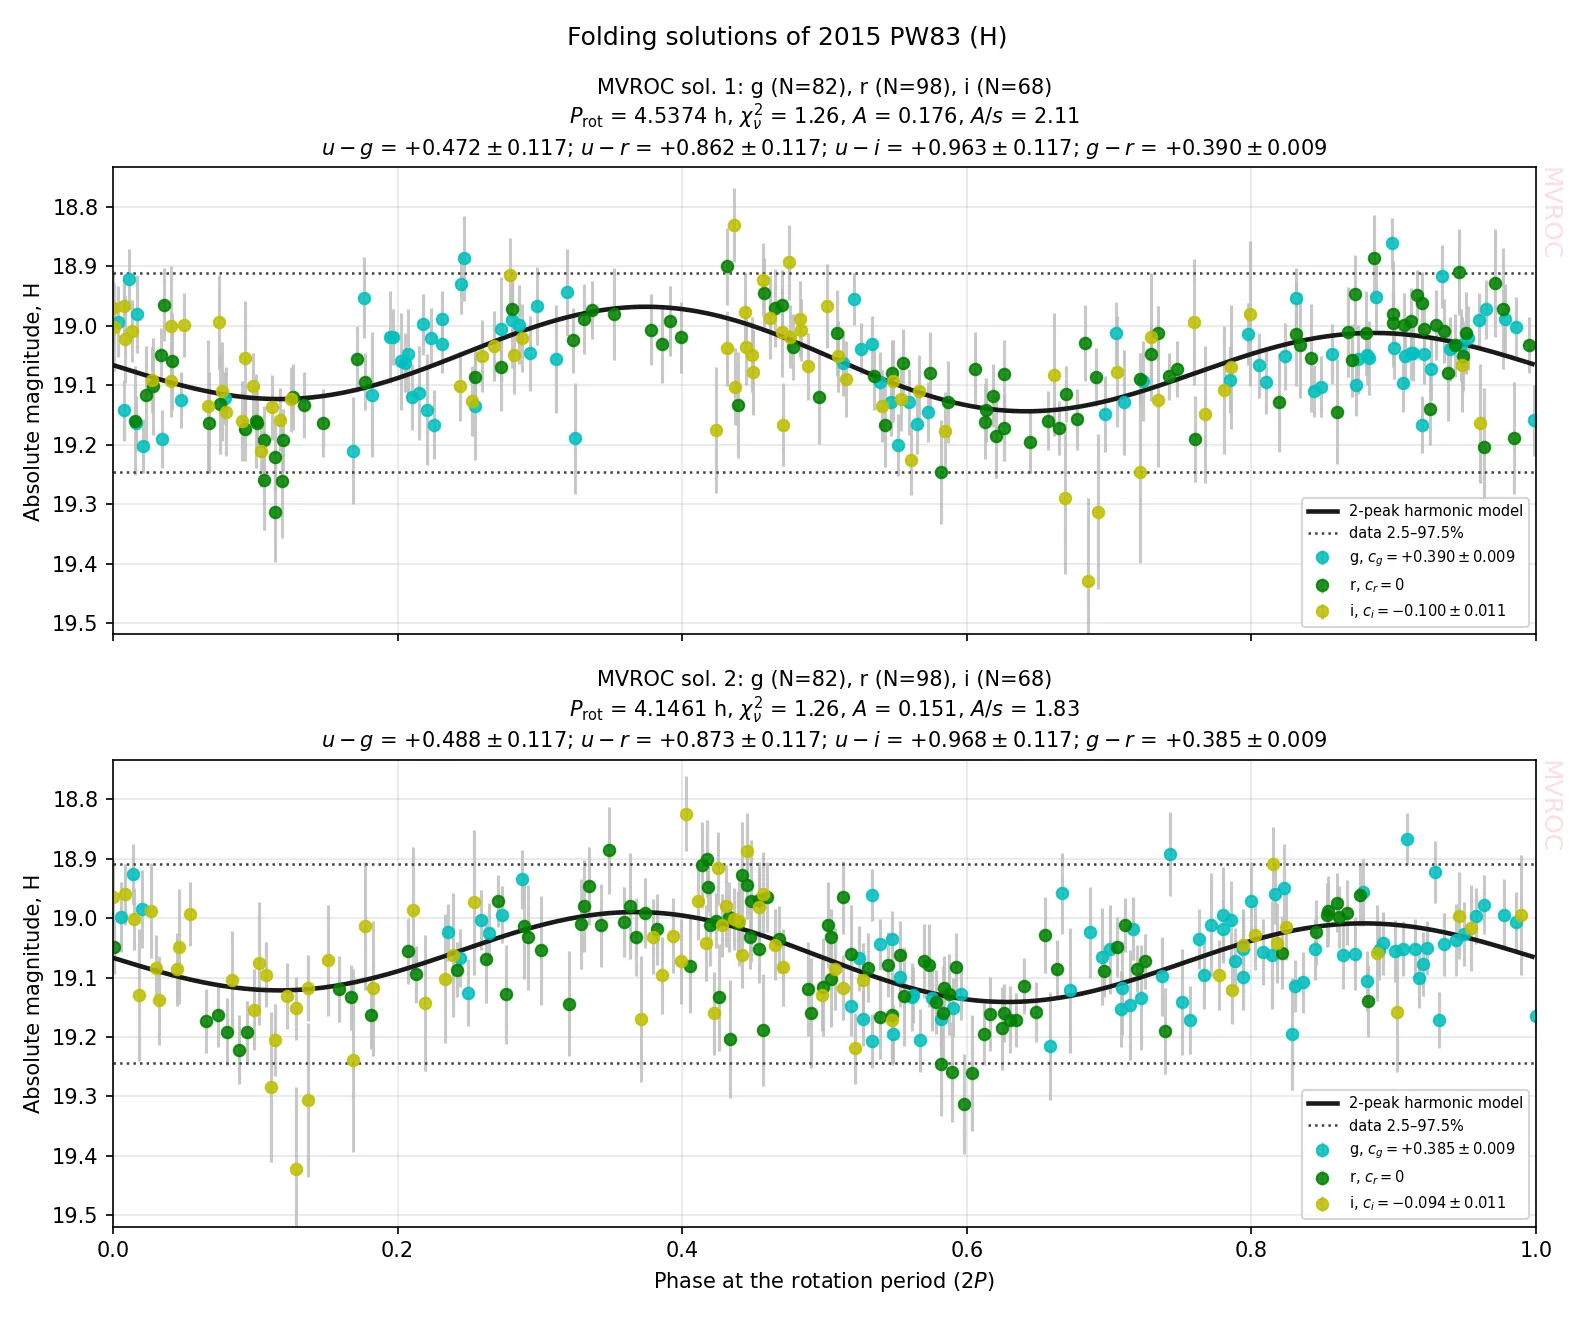 Folding solutions of 2015 PW83 (H)
MVROC sol. 1: g (N=82), r (N=98), i (N=68)
P_rot = 4.5374 h, χ²_ν = 1.26, A = 0.176, A/s = 2.11
u − g = +0.472 ± 0.117; u − r = +0.862 ± 0.117; u − i = +0.963 ± 0.117; g − r = +0.390 ± 0.009
MVROC
Absolute magnitude, H
18.8
18.9
19.0
19.1
19.2
19.3
19.4
19.5
2-peak harmonic model
data 2.5–97.5%
g, c_g = +0.390 ± 0.009
r, c_r = 0
i, c_i = −0.100 ± 0.011
MVROC sol. 2: g (N=82), r (N=98), i (N=68)
P_rot = 4.1461 h, χ²_ν = 1.26, A = 0.151, A/s = 1.83
u − g = +0.488 ± 0.117; u − r = +0.873 ± 0.117; u − i = +0.968 ± 0.117; g − r = +0.385 ± 0.009
MVROC
Absolute magnitude, H
18.8
18.9
19.0
19.1
19.2
19.3
19.4
19.5
2-peak harmonic model
data 2.5–97.5%
g, c_g = +0.385 ± 0.009
r, c_r = 0
i, c_i = −0.094 ± 0.011
0.0 0.2 0.4 0.6 0.8 1.0
Phase at the rotation period (2P)